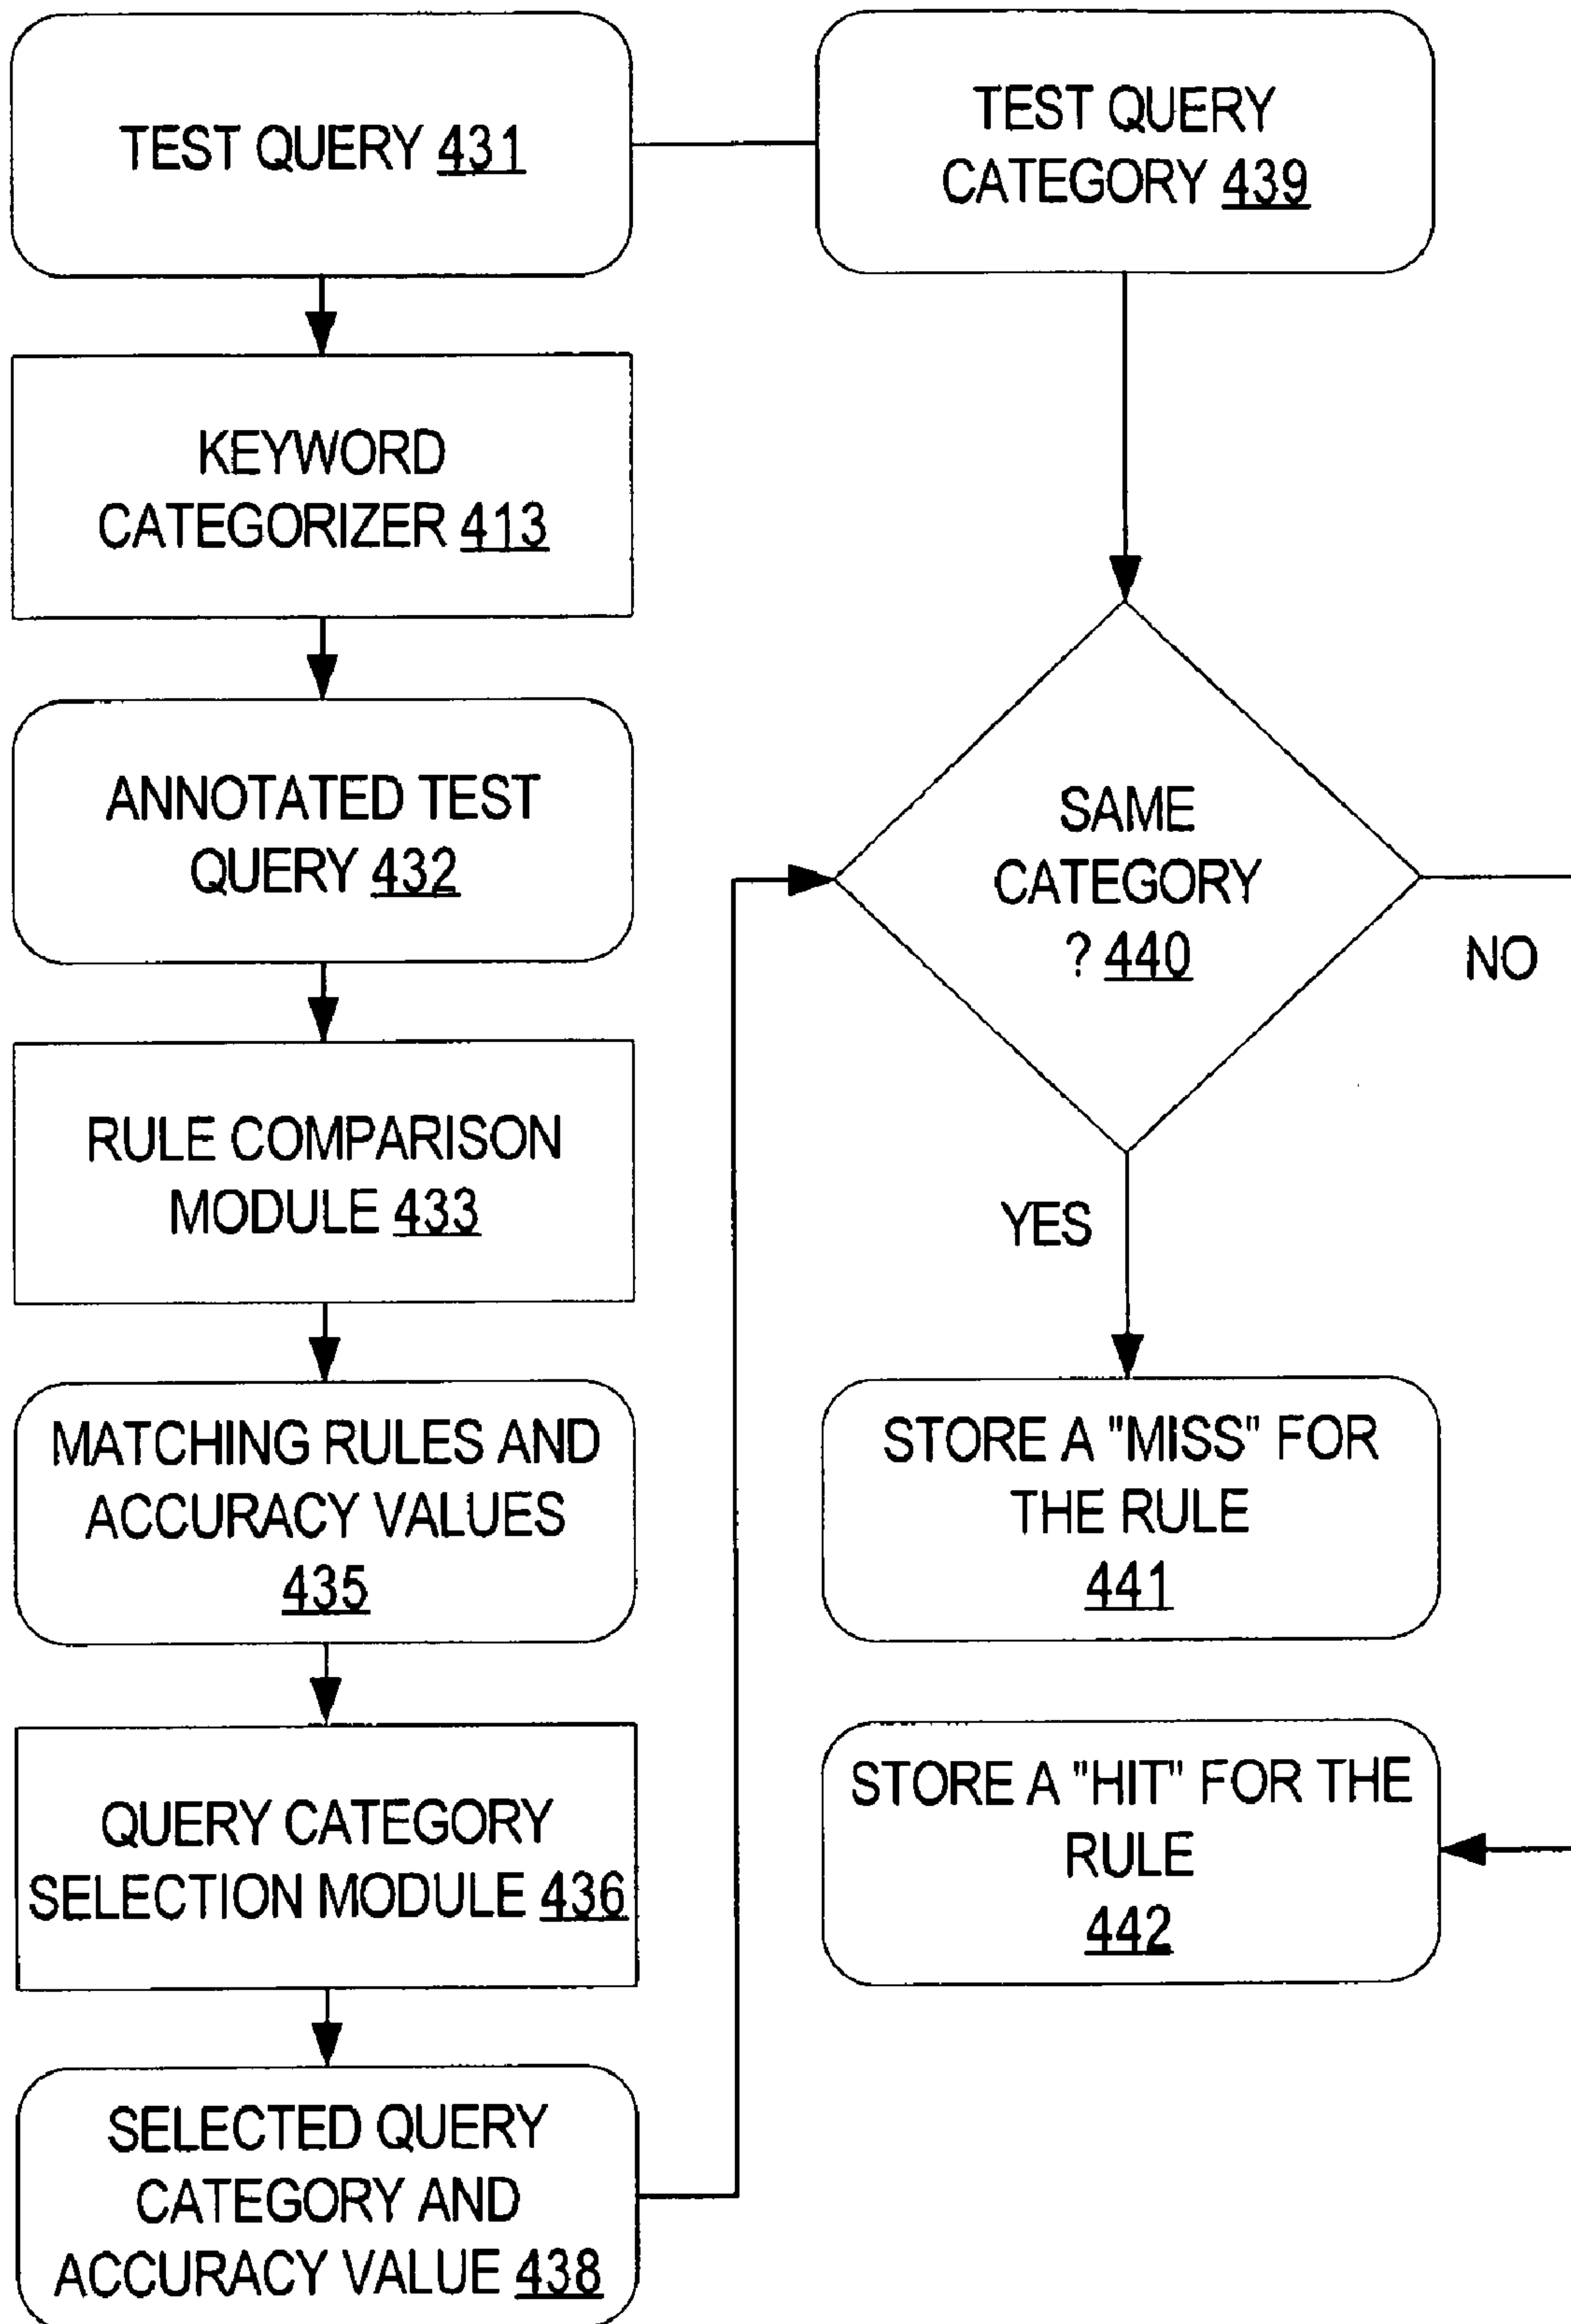 TEST QUERY 431
TEST QUERY
CATEGORY 439
KEYWORD
CATEGORIZER 413
ANNOTATED TEST
QUERY 432
SAME
CATEGORY
? 440
NO
RULE COMPARISON
MODULE 433
YES
MATCHING RULES AND
ACCURACY VALUES
435
STORE A "MISS" FOR
THE RULE
441
QUERY CATEGORY
SELECTION MODULE 436
STORE A "HIT" FOR THE
RULE
442
SELECTED QUERY
CATEGORY AND
ACCURACY VALUE 438